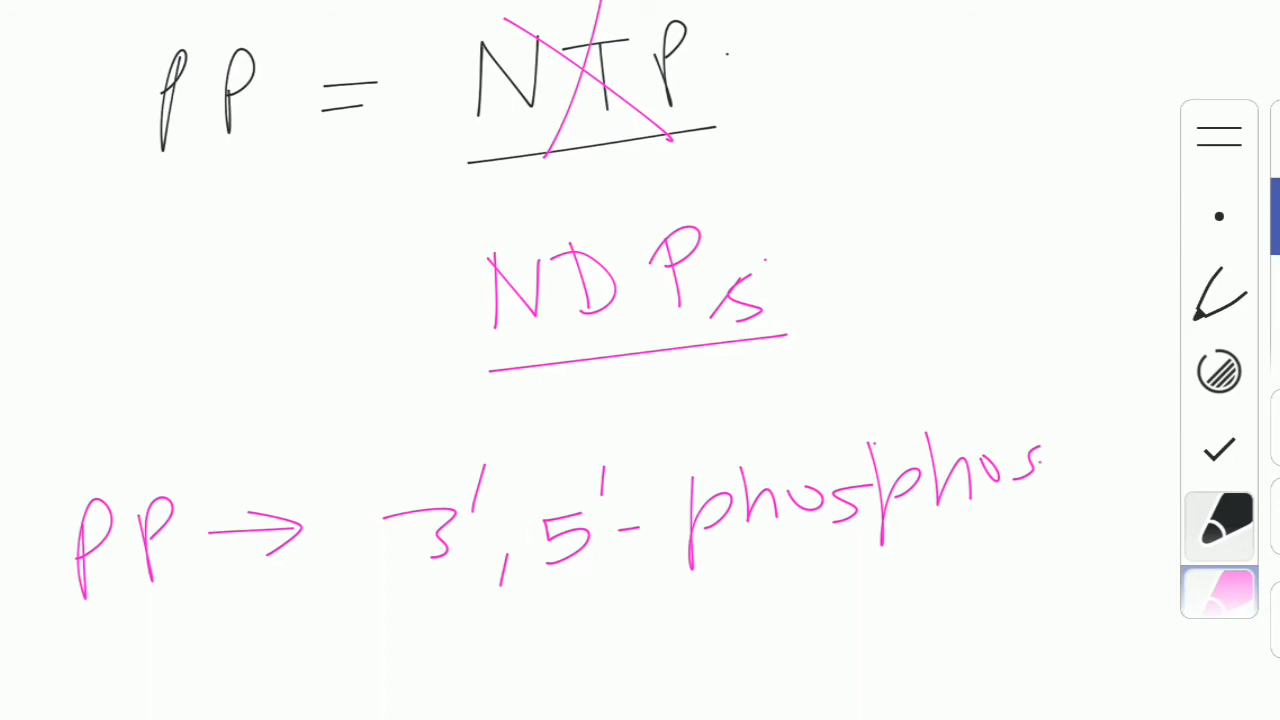 PP = NTP
NDPs
PP → 3', 5' - phosphos